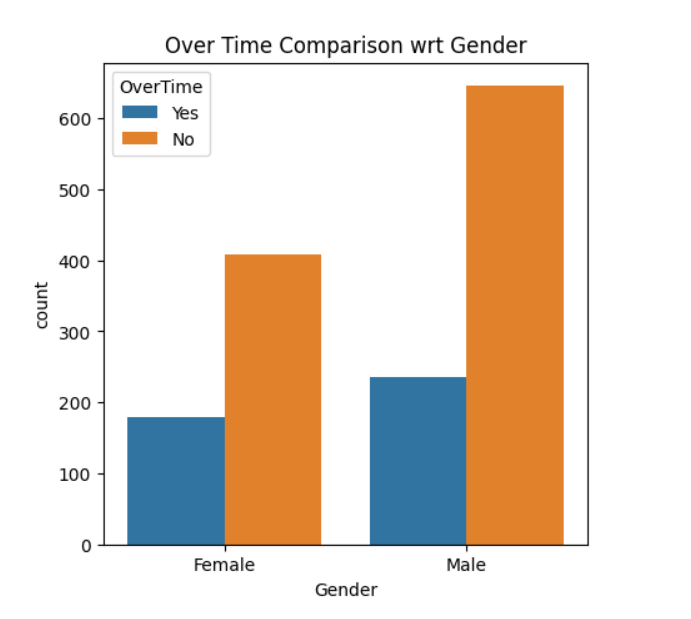 Over Time Comparison wrt Gender
OverTime
Yes
No
600
500
400
300
200
100
0
count
Female Male
Gender